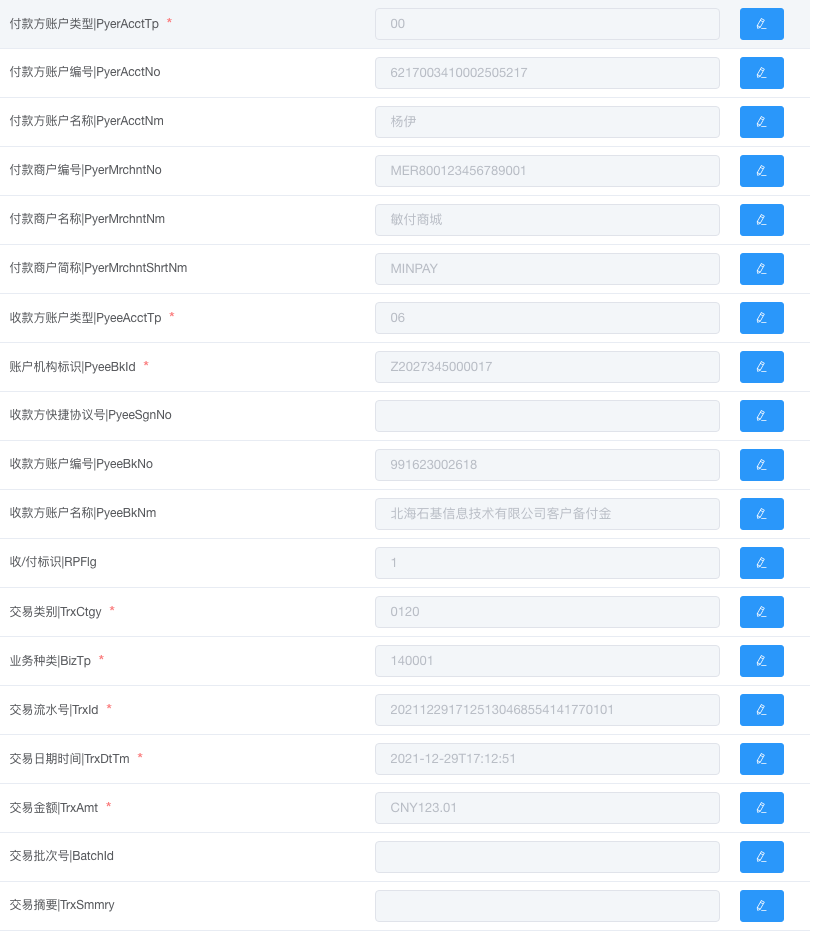 付款方账户类型|PyerAcctTp * 00
付款方账户编号|PyerAcctNo 6217003410002505217
付款方账户名称|PyerAcctNm 杨伊
付款商户编号|PyerMrchntNo MER800123456789001
付款商户名称|PyerMrchntNm 敏付商城
付款商户简称|PyerMrchntShrtNm MINPAY
收款方账户类型|PyeeAcctTp * 06
账户机构标识|PyeeBkId * Z2027345000017
收款方快捷协议号|PyeeSgnNo
收款方账户编号|PyeeBkNo 991623002618
收款方账户名称|PyeeBkNm 北海石基信息技术有限公司客户备付金
收/付标识|RPFlg 1
交易类别|TrxCtgy * 0120
业务种类|BizTp * 140001
交易流水号|TrxId * 2021122917125130468554141770101
交易日期时间|TrxDtTm * 2021-12-29T17:12:51
交易金额|TrxAmt * CNY123.01
交易批次号|BatchId
交易摘要|TrxSmmry